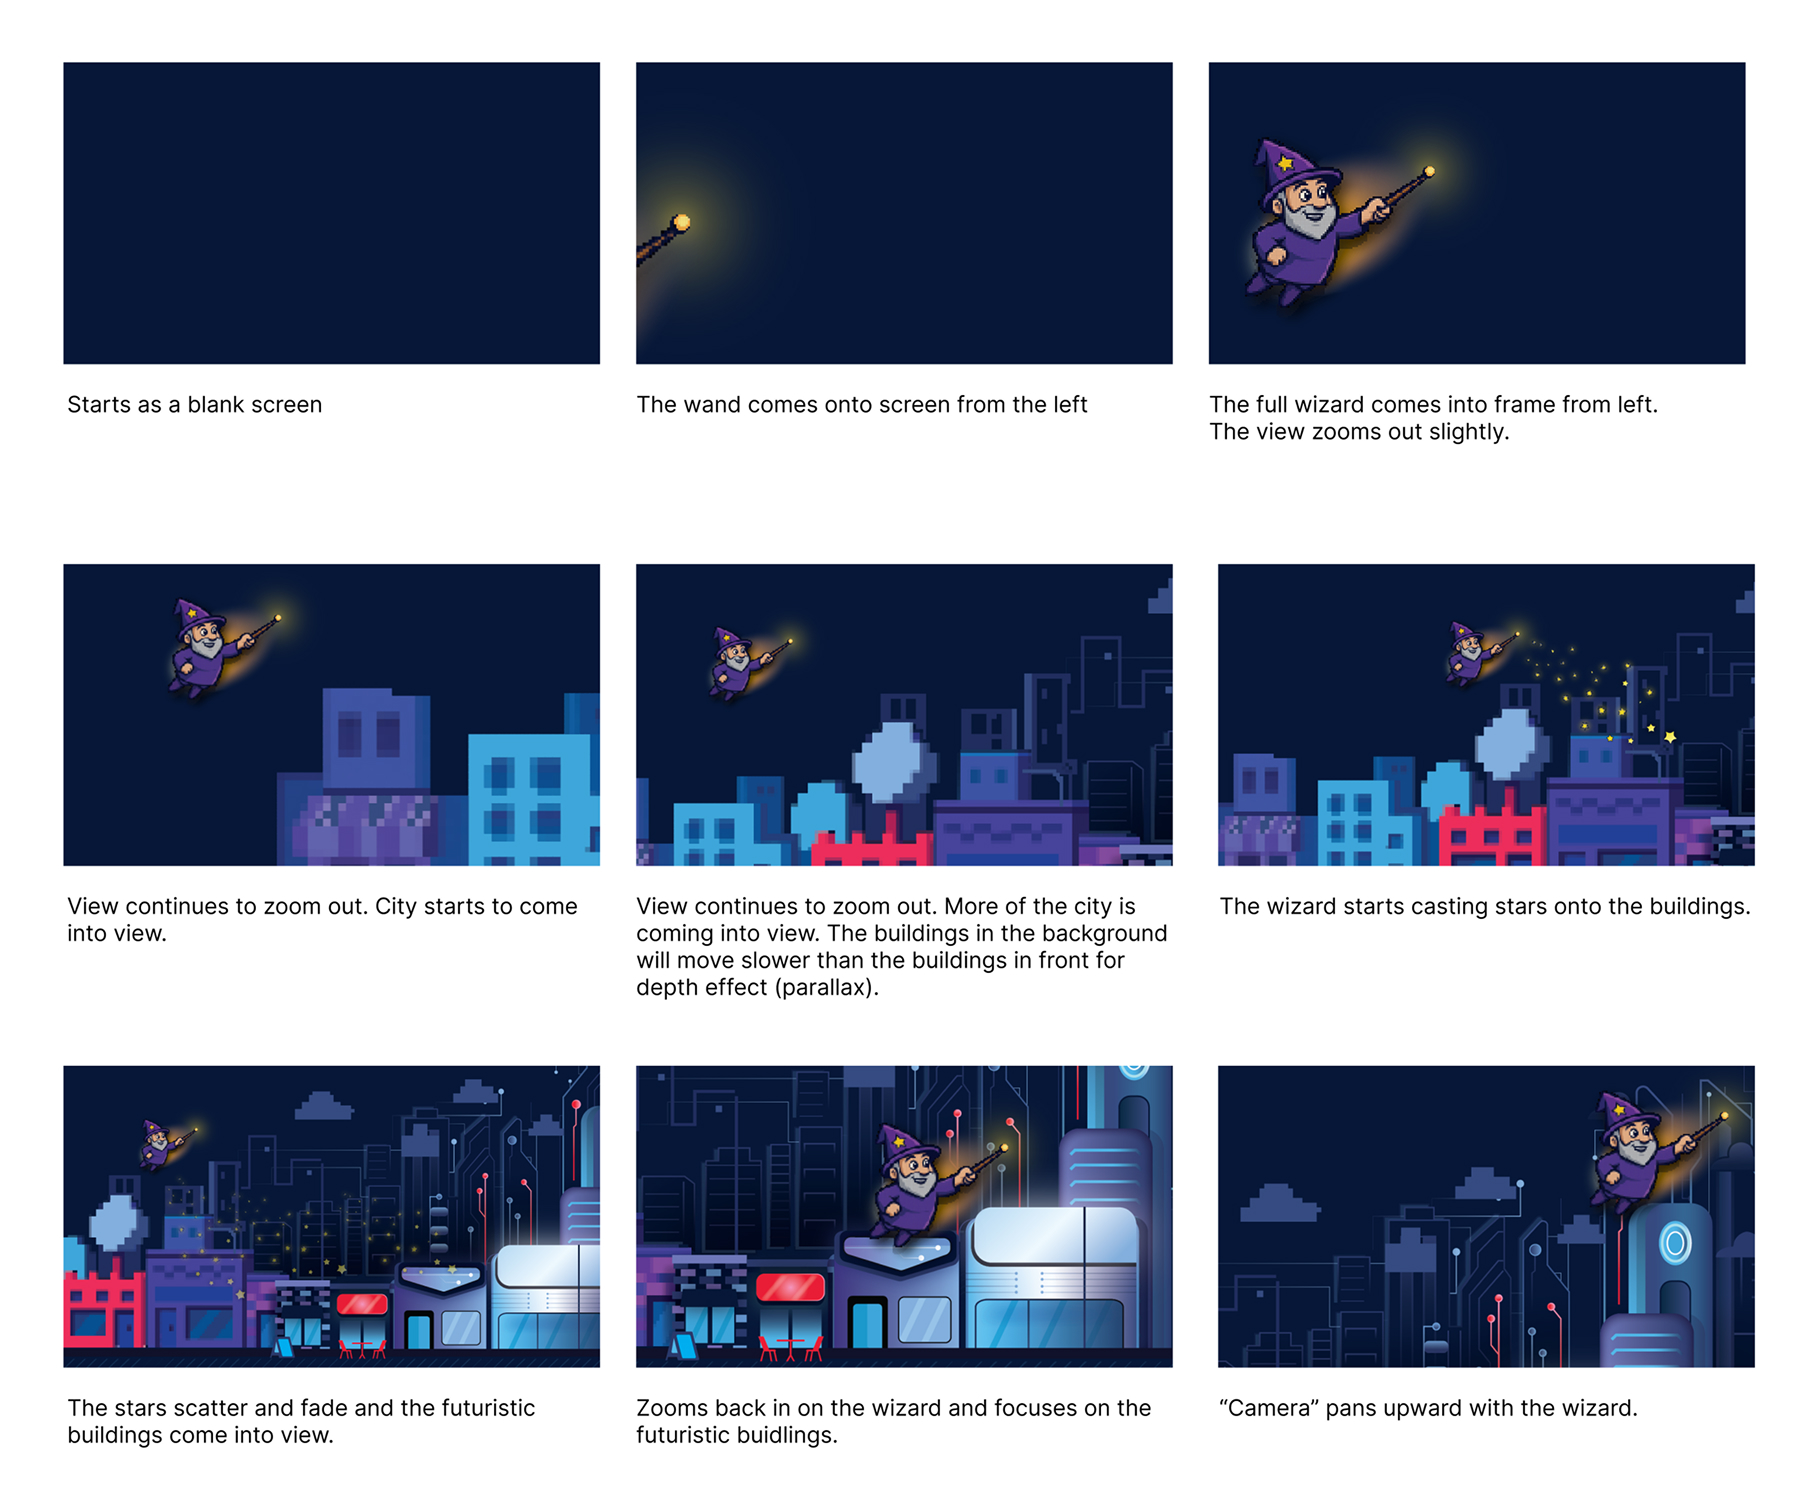 Starts as a blank screen
The wand comes onto screen from the left
The full wizard comes into frame from left.
The view zooms out slightly.
View continues to zoom out. City starts to come
into view.
View continues to zoom out. More of the city is
coming into view. The buildings in the background
will move slower than the buildings in front for
depth effect (parallax).
The wizard starts casting stars onto the buildings.
The stars scatter and fade and the futuristic
buildings come into view.
Zooms back in on the wizard and focuses on the
futuristic buidlings.
“Camera” pans upward with the wizard.